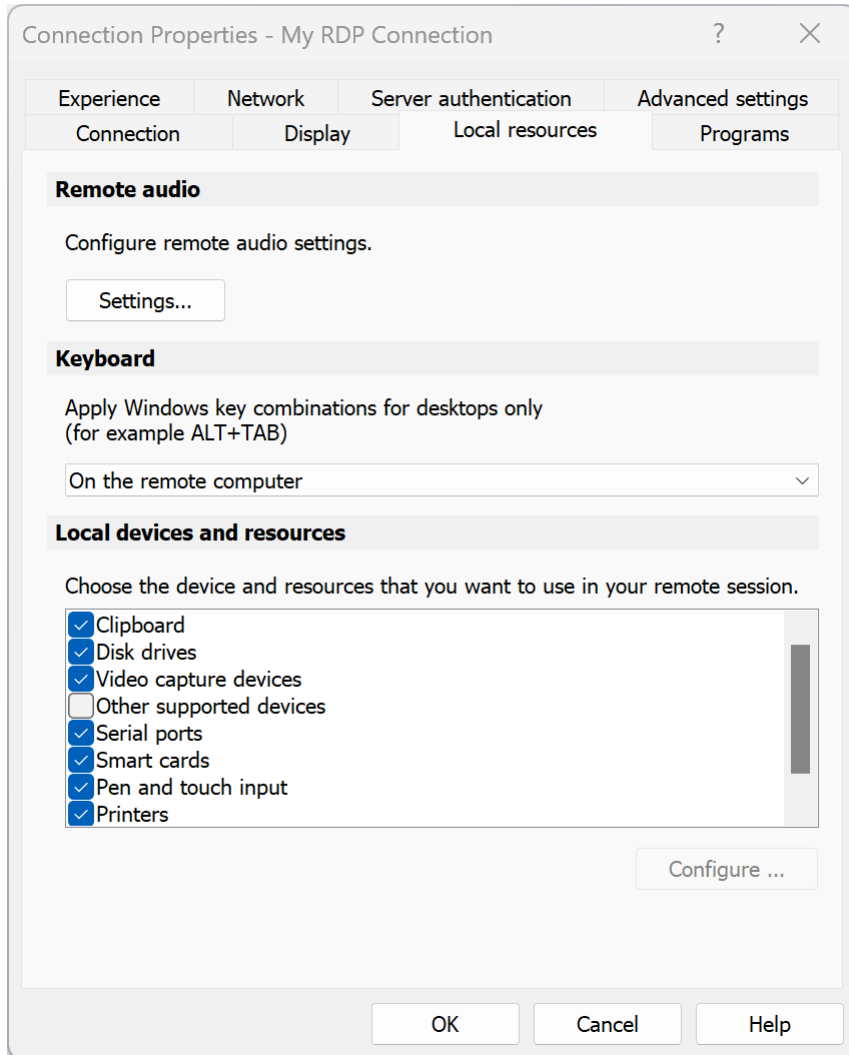 Connection Properties - My RDP Connection ?
Experience Network Server authentication Advanced settings
Connection Display Local resources Programs
Remote audio
Configure remote audio settings.
Settings...
Keyboard
Apply Windows key combinations for desktops only
(for example ALT+TAB)
On the remote computer
Local devices and resources
Choose the device and resources that you want to use in your remote session.
Clipboard
Disk drives
Video capture devices
Other supported devices
Serial ports
Smart cards
Pen and touch input
Printers
Configure ...
OK Cancel Help